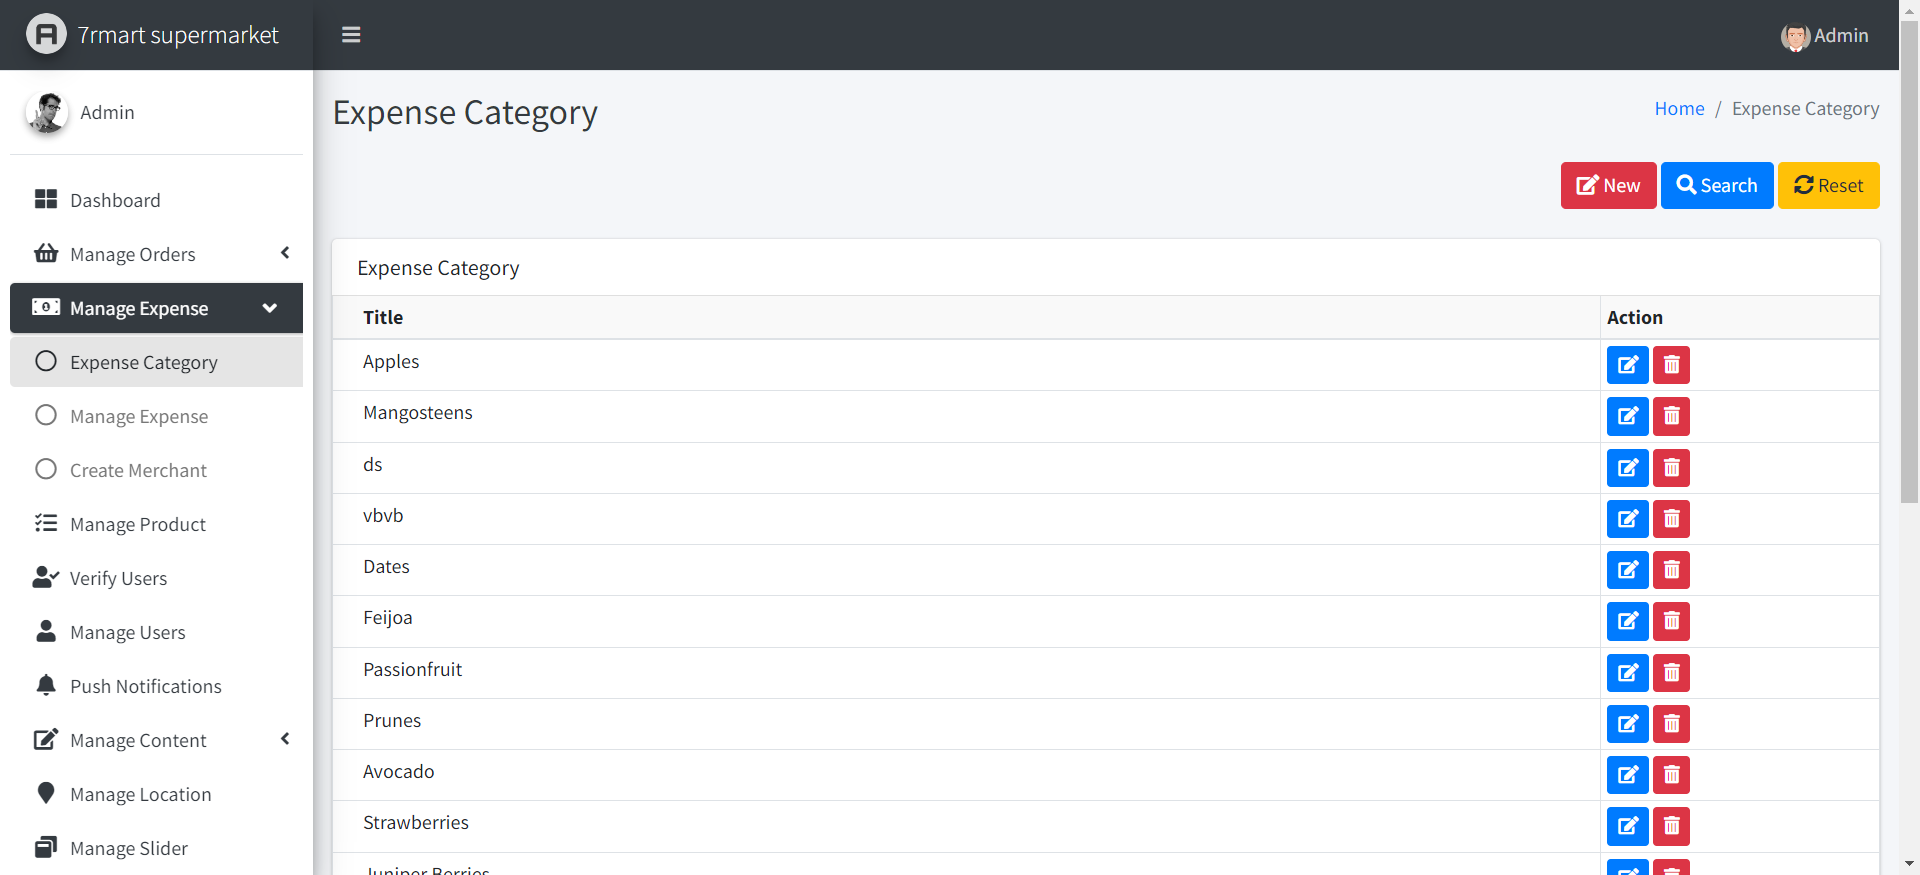 7rmart supermarket
Admin
Admin
Dashboard
Manage Orders
Manage Expense
Expense Category
Manage Expense
Create Merchant
Manage Product
Verify Users
Manage Users
Push Notifications
Manage Content
Manage Location
Manage Slider
Expense Category
Home / Expense Category
New Search Reset
Expense Category
Title Action
Apples
Mangosteens
ds
vbvb
Dates
Feijoa
Passionfruit
Prunes
Avocado
Strawberries
Juniper Berries